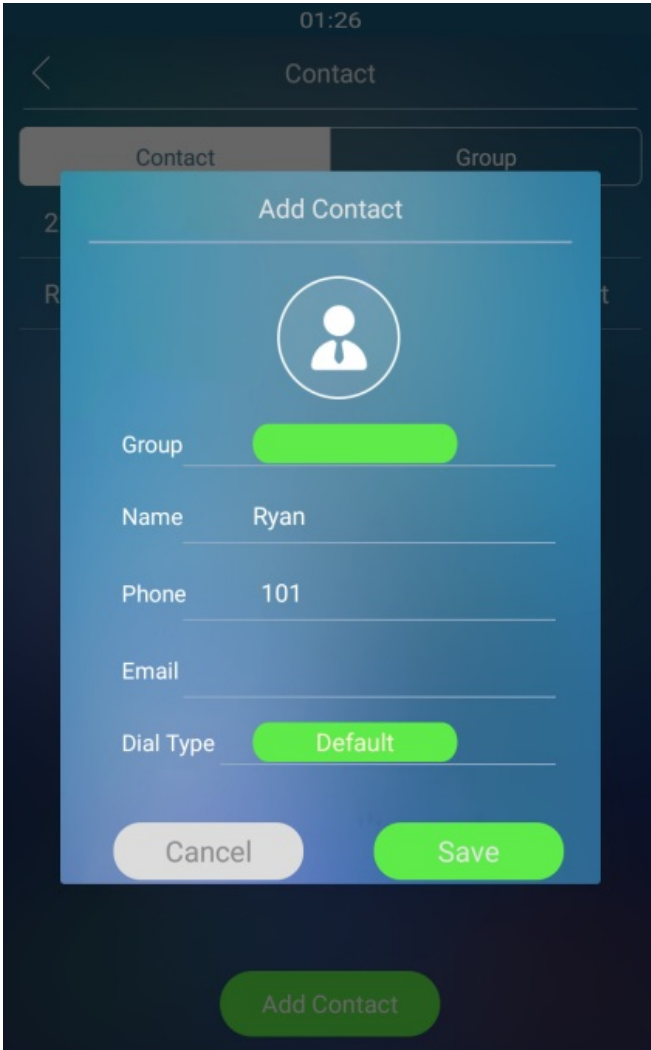 01:26
Contact
Contact Group
2
Add Contact
R t
Group
Name Ryan
Phone 101
Email
Dial Type Default
Cancel Save
Add Contact